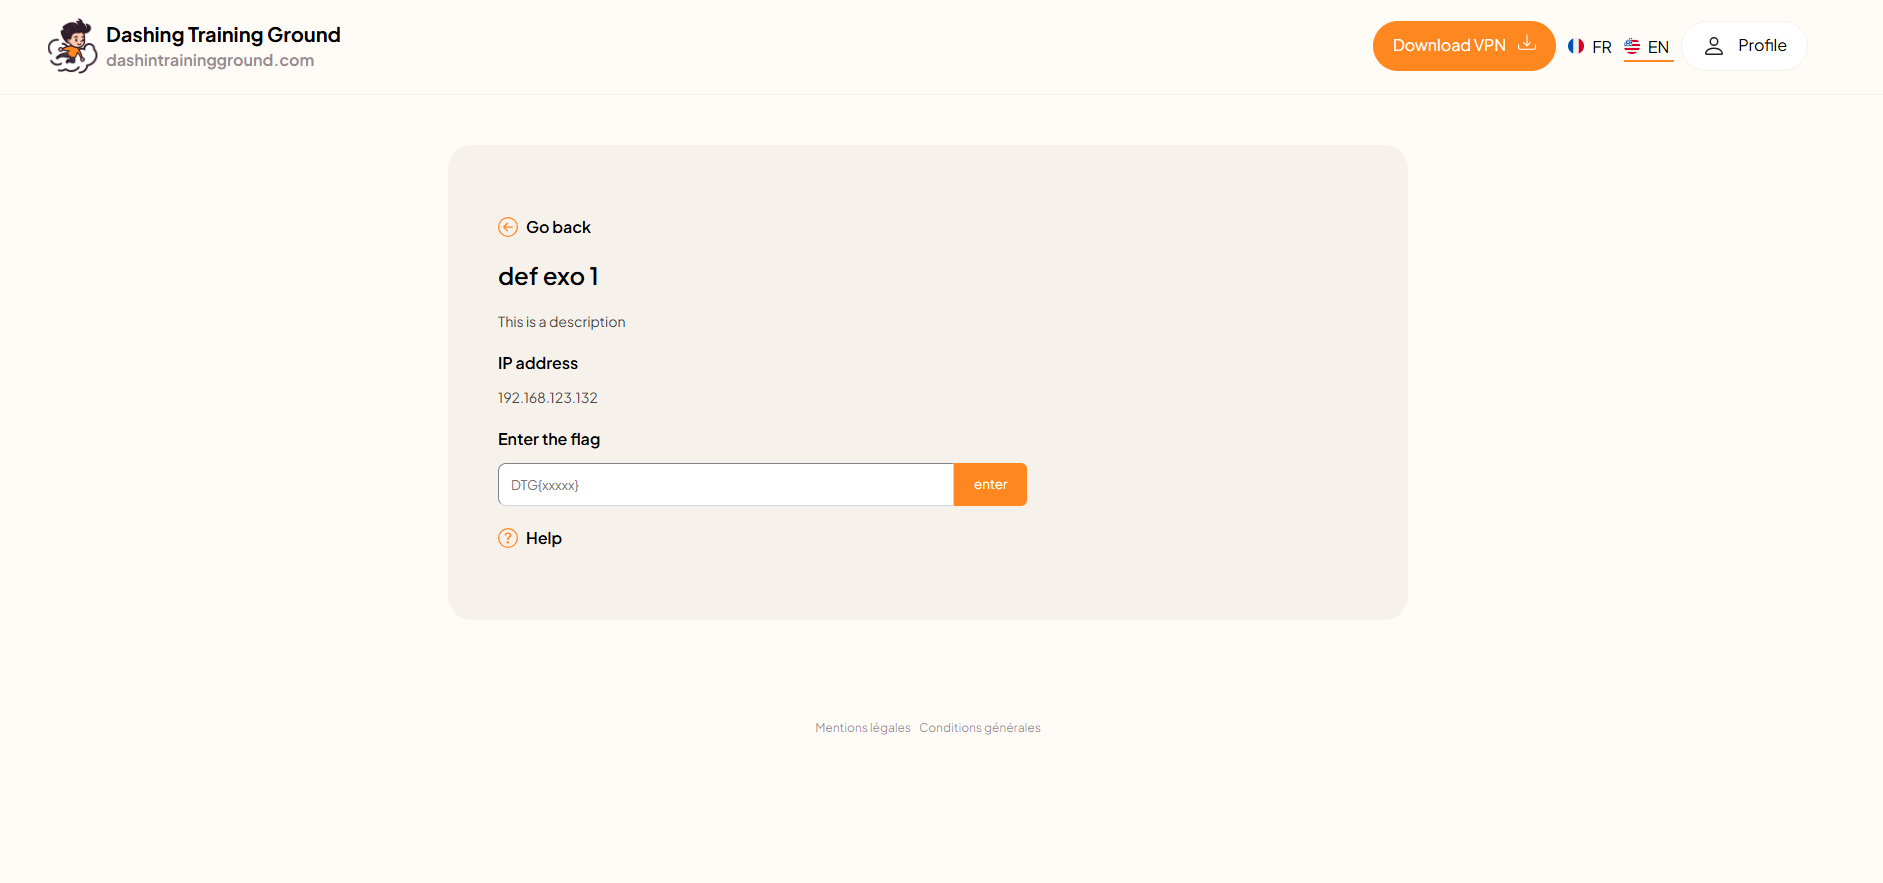 Dashing Training Ground
dashintrainingground.com
Download VPN
FR
EN
Profile
Go back
def exo 1
This is a description
IP address
192.168.123.132
Enter the flag
DTG{xxxxx}
enter
Help
Mentions légales Conditions générales